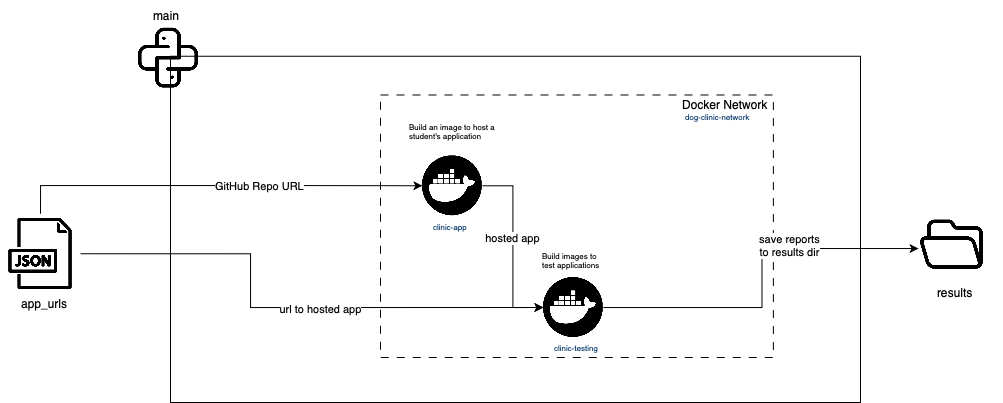 main
Docker Network
dog-clinic-network
Build an image to host a
student's application
GitHub Repo URL
clinic-app
hosted app
save reports
to results dir
JSON
Build images to
test applications
app_urls
results
url to hosted app
clinic-testing